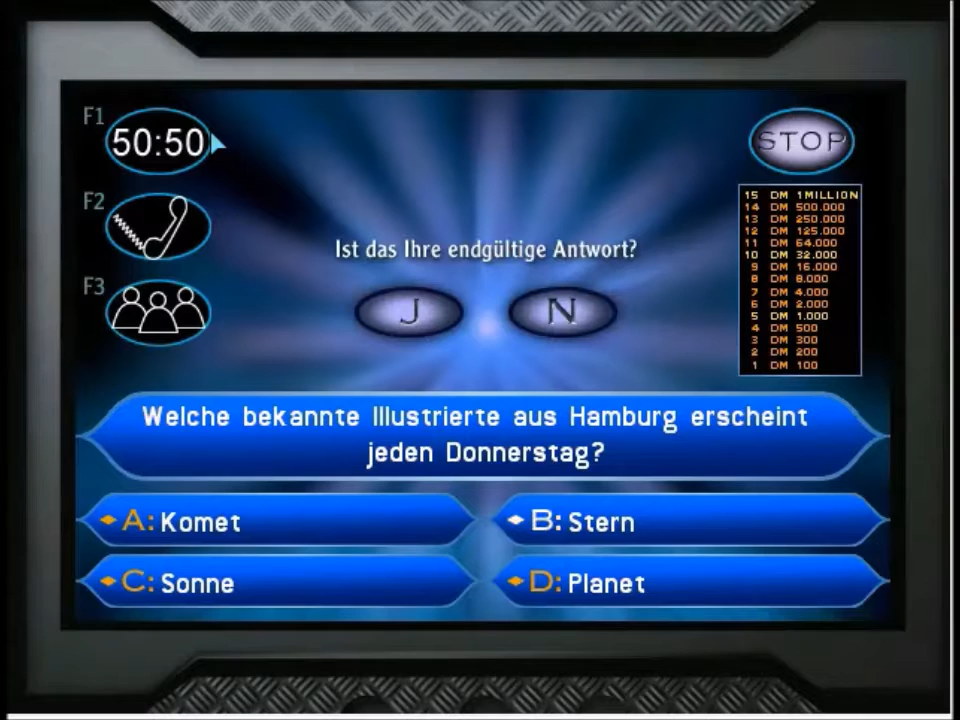 F1
50:50
STOP
F2
F3
15 DM 1MILLION
14 DM 500.000
13 DM 250.000
12 DM 125.000
11 DM 64.000
10 DM 32.000
9 DM 16.000
8 DM 8.000
7 DM 4.000
6 DM 2.000
5 DM 1.000
4 DM 500
3 DM 300
2 DM 200
1 DM 100
Ist das Ihre endgültige Antwort?
J N
Welche bekannte Illustrierte aus Hamburg erscheint
jeden Donnerstag?
A: Komet
B: Stern
C: Sonne
D: Planet